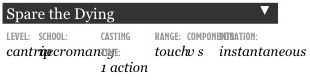 Spare the Dying ▼
LEVEL: SCHOOL: CASTING TIME: RANGE: COMPONENTS: DURATION:
cantrip necromancy 1 action touch v s instantaneous